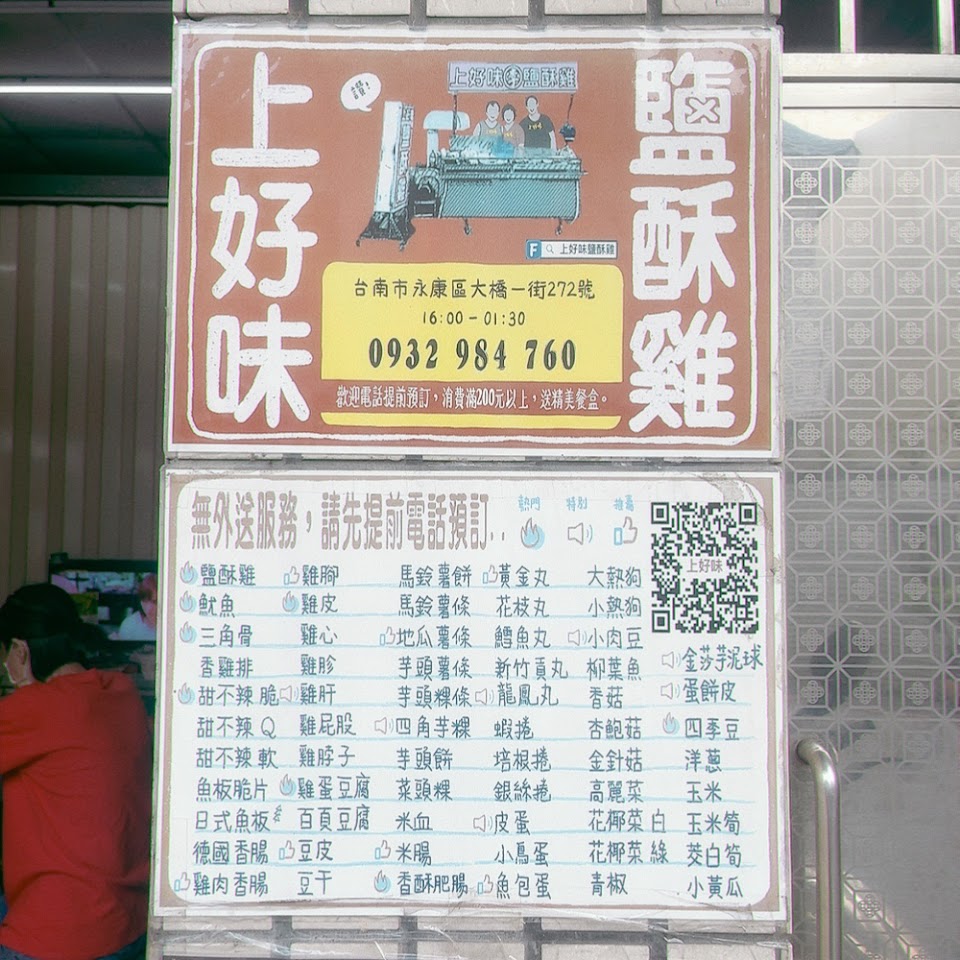 上好味
鹽酥雞
讚!
上好味 鹽酥雞
上好味鹽酥雞
台南市永康區大橋一街272號
16:00 - 01:30
0932 984 760
歡迎電話提前預訂,消費滿200元以上,送精美餐盒。
無外送服務,請先提前電話預訂..
熱門 特別 推薦
上好味
鹽酥雞 雞腳 馬鈴薯餅 黃金丸 大熱狗
魷魚 雞皮 馬鈴薯條 花枝丸 小熱狗
三角骨 雞心 地瓜薯條 鱈魚丸 小肉豆
香雞排 雞胗 芋頭薯條 新竹貢丸 柳葉魚 金莎芋泥球
甜不辣 脆 雞肝 芋頭粿條 龍鳳丸 香菇 蛋餅皮
甜不辣 Q 雞屁股 四角芋粿 蝦捲 杏鮑菇 四季豆
甜不辣 軟 雞脖子 芋頭餅 培根捲 金針菇 洋蔥
魚板脆片 雞蛋豆腐 菜頭粿 銀絲捲 高麗菜 玉米
日式魚板 百頁豆腐 米血 皮蛋 花椰菜 白 玉米筍
德國香腸 豆皮 米腸 小鳥蛋 花椰菜 綠 茭白筍
雞肉香腸 豆干 香酥肥腸 魚包蛋 青椒 小黃瓜